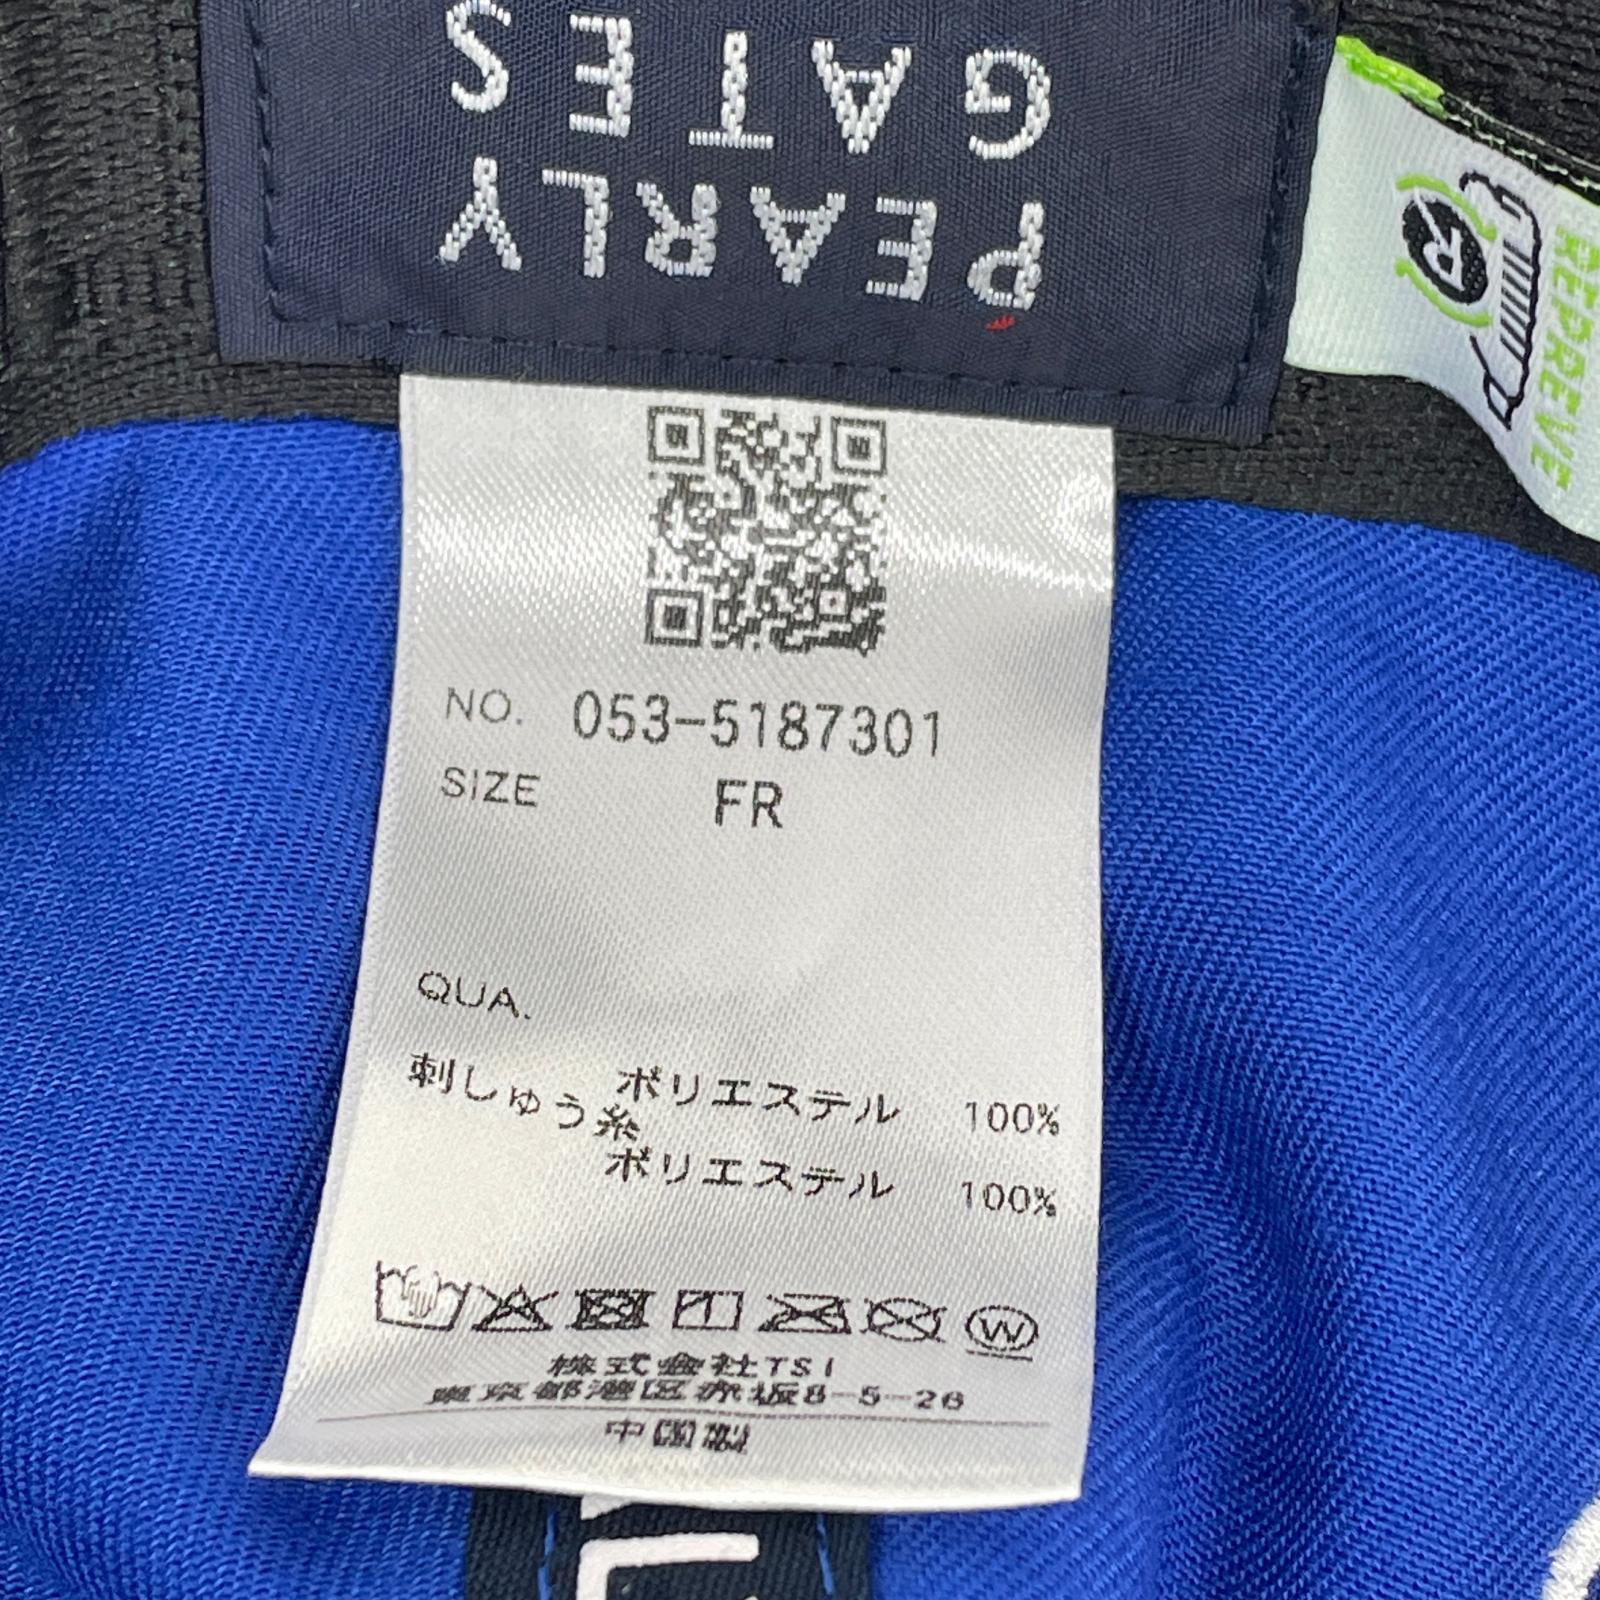 PEARLY
GATES
REPREVE
R
NO. 053-5187301
SIZE FR
QUA.
ポリエステル 100%
刺しゅう糸
ポリエステル 100%
W
株式会社TSI
東京都港区赤坂8-5-26
中国製